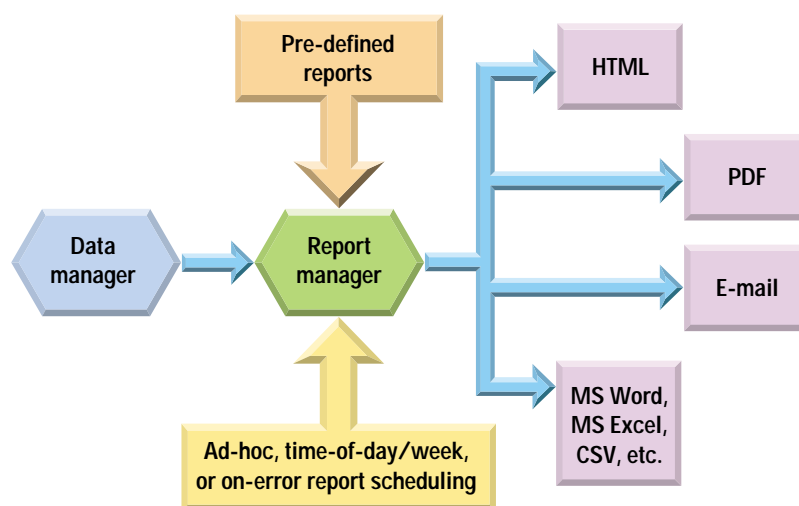 Pre-defined
reports
HTML
PDF
Data
manager
Report
manager
E-mail
MS Word,
MS Excel,
CSV, etc.
Ad-hoc, time-of-day/week,
or on-error report scheduling